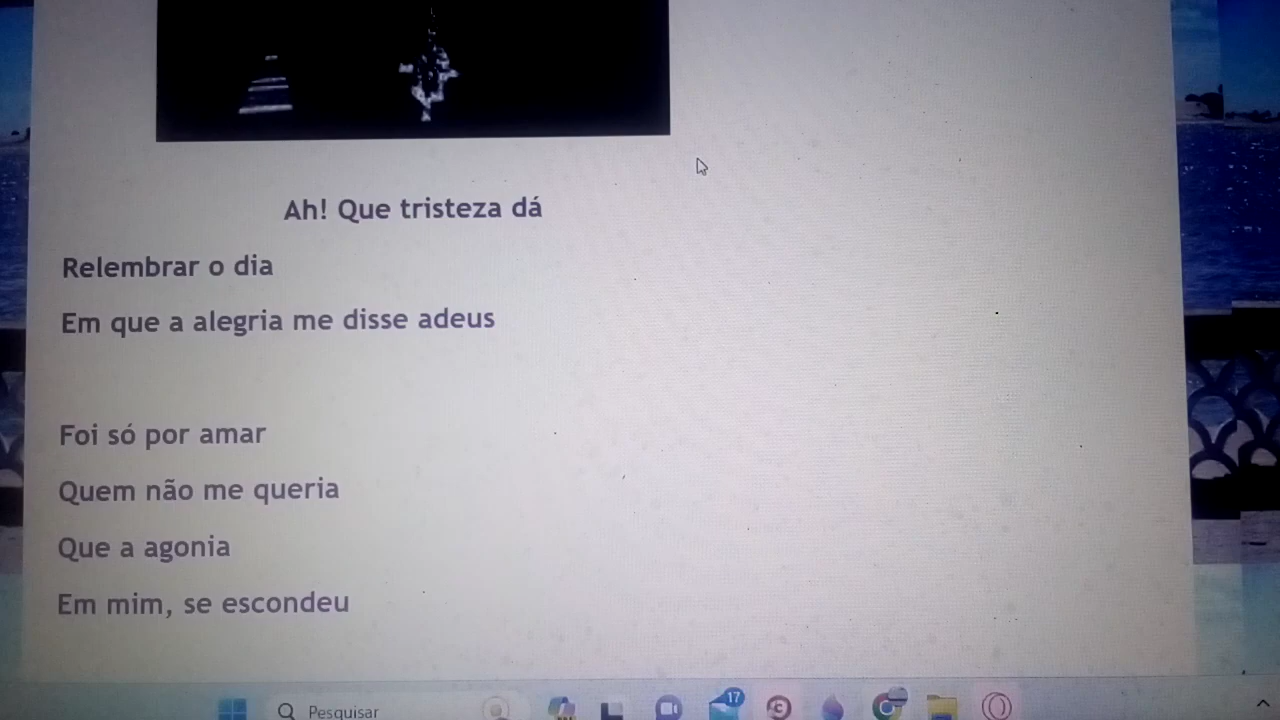 Ah! Que tristeza dá
Relembrar o dia
Em que a alegria me disse adeus
Foi só por amar
Quem não me queria
Que a agonia
Em mim, se escondeu
17
Pesquisar